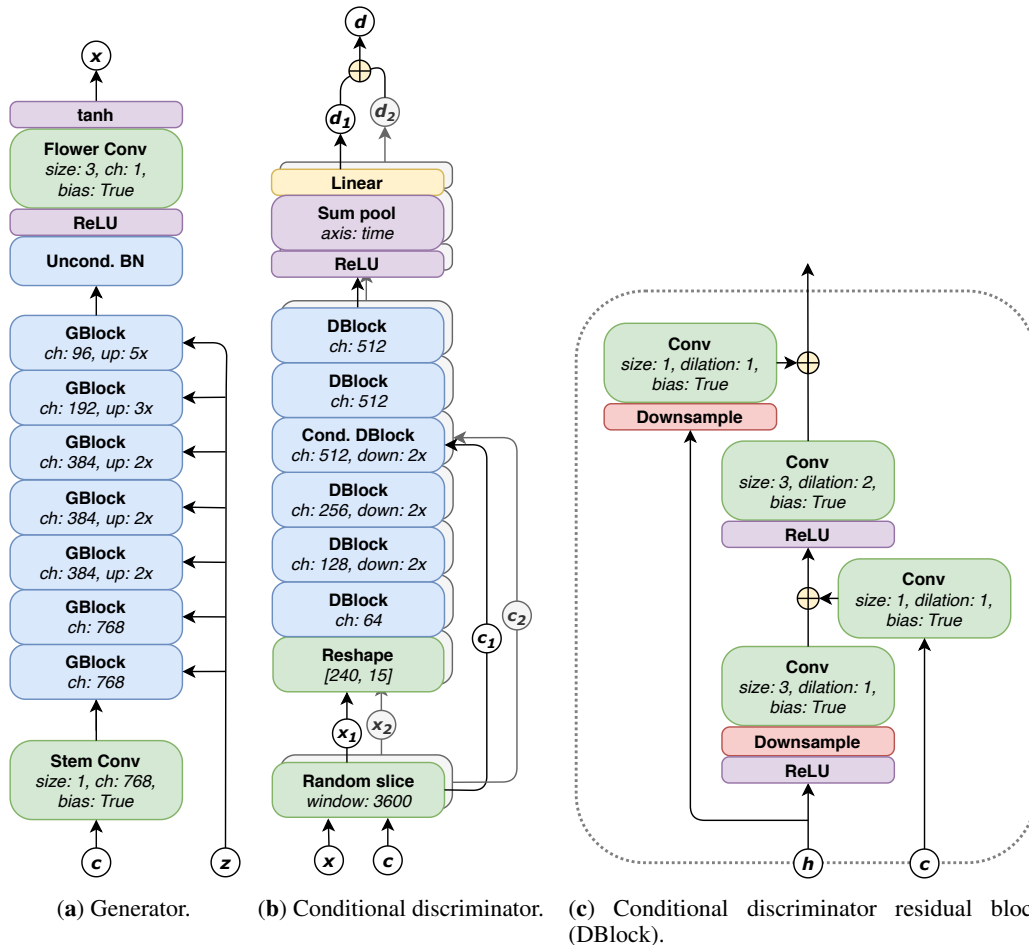 x
tanh
Flower Conv
size: 3, ch: 1,
bias: True
ReLU
Uncond. BN
GBlock
ch: 96, up: 5x
GBlock
ch: 192, up: 3x
GBlock
ch: 384, up: 2x
GBlock
ch: 384, up: 2x
GBlock
ch: 384, up: 2x
GBlock
ch: 768
GBlock
ch: 768
Stem Conv
size: 1, ch: 768,
bias: True
c
z
(a) Generator.
d
d1
d2
Linear
Sum pool
axis: time
ReLU
DBlock
ch: 512
DBlock
ch: 512
Cond. DBlock
ch: 512, down: 2x
DBlock
ch: 256, down: 2x
DBlock
ch: 128, down: 2x
DBlock
ch: 64
Reshape
[240, 15]
c1
c2
x1
x2
Random slice
window: 3600
x
c
(b) Conditional discriminator.
Conv
size: 1, dilation: 1,
bias: True
Downsample
Conv
size: 3, dilation: 2,
bias: True
ReLU
Conv
size: 1, dilation: 1,
bias: True
Conv
size: 3, dilation: 1,
bias: True
Downsample
ReLU
h
c
(c) Conditional discriminator residual block
(DBlock).